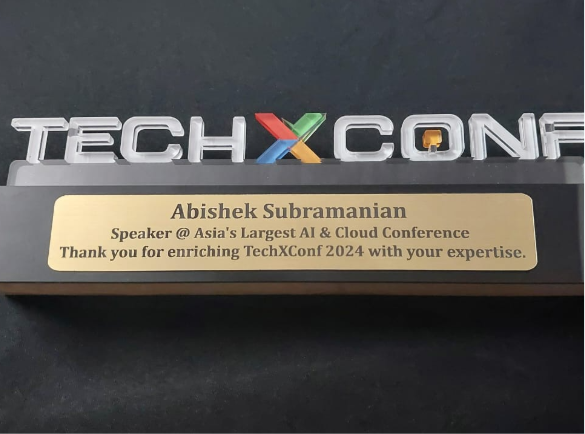 TECHXCONF
Abishek Subramanian
Speaker @ Asia's Largest AI & Cloud Conference
Thank you for enriching TechXConf 2024 with your expertise.